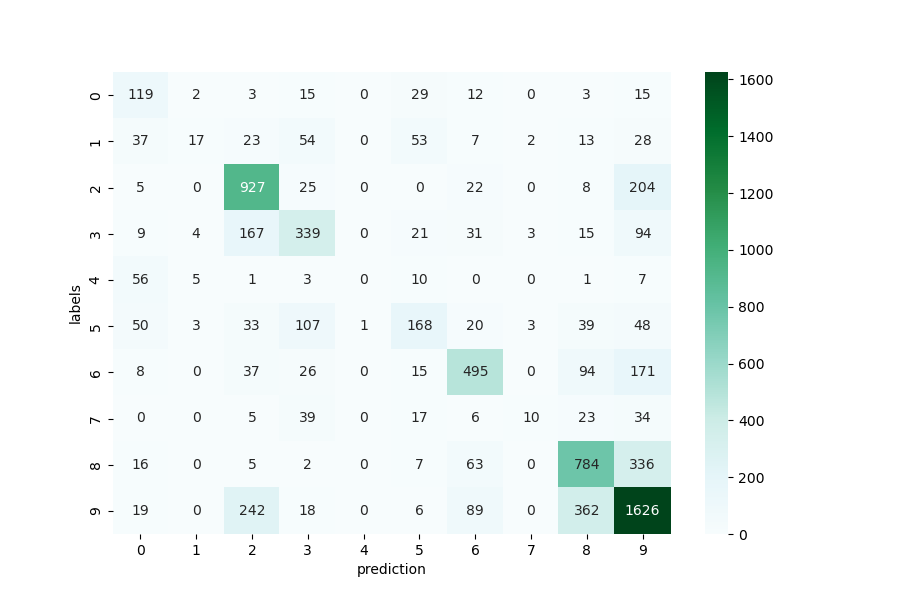 0 119 2 3 15 0 29 12 0 3 15
1 37 17 23 54 0 53 7 2 13 28
2 5 0 927 25 0 0 22 0 8 204
3 9 4 167 339 0 21 31 3 15 94
4 56 5 1 3 0 10 0 0 1 7
labels
5 50 3 33 107 1 168 20 3 39 48
6 8 0 37 26 0 15 495 0 94 171
7 0 0 5 39 0 17 6 10 23 34
8 16 0 5 2 0 7 63 0 784 336
9 19 0 242 18 0 6 89 0 362 1626
0 1 2 3 4 5 6 7 8 9
prediction
1600
1400
1200
1000
800
600
400
200
0